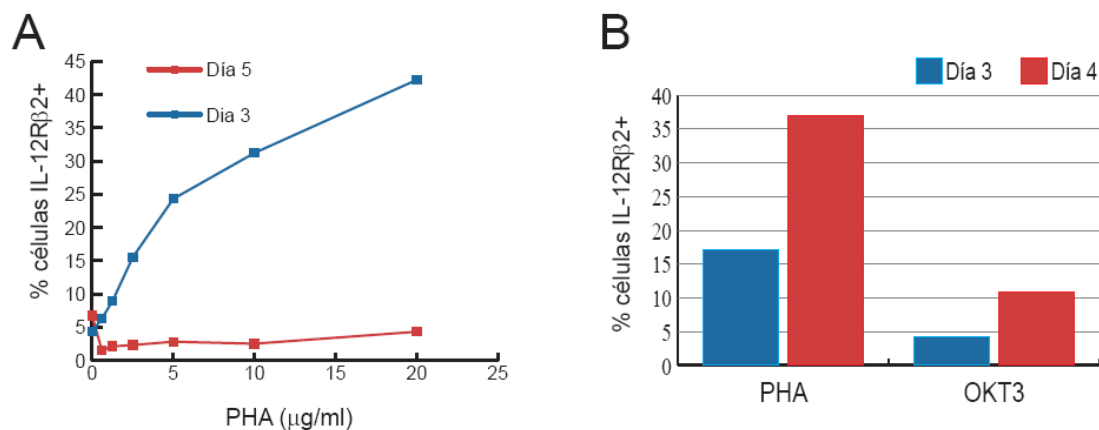 A
Día 5
Dia 3
% células IL-12Rβ2+
45
40
35
30
25
20
15
10
5
0
0 5 10 15 20 25
PHA (μg/ml)
B
Día 3 Día 4
% células IL-12Rβ2+
40
35
30
25
20
15
10
5
0
PHA OKT3